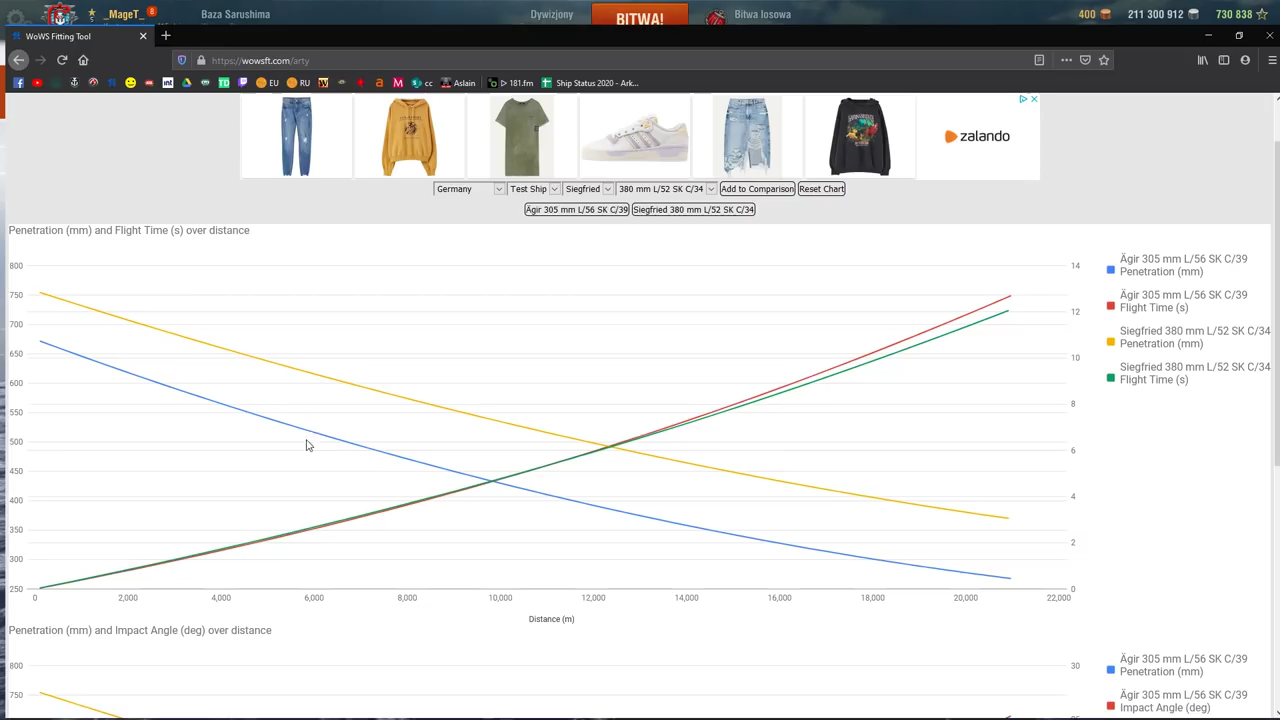 _MageT_ 8 Baza Sarushima Dywizjony BITWA! Bitwa losowa 400 211 300 912 730 838
WoWS Fitting Tool
https://wowsft.com/arty
EU RU W int TD M cc Aslain 181.fm Ship Status 2020 - Ark...
zalando
Germany Test Ship Siegfried 380 mm L/52 SK C/34 Add to Comparison Reset Chart
Ägir 305 mm L/56 SK C/39 Siegfried 380 mm L/52 SK C/34
Penetration (mm) and Flight Time (s) over distance
800
750
700
650
600
550
500
450
400
350
300
250
14
12
10
8
6
4
2
0
0 2,000 4,000 6,000 8,000 10,000 12,000 14,000 16,000 18,000 20,000 22,000
Distance (m)
Ägir 305 mm L/56 SK C/39
Penetration (mm)
Ägir 305 mm L/56 SK C/39
Flight Time (s)
Siegfried 380 mm L/52 SK C/34
Penetration (mm)
Siegfried 380 mm L/52 SK C/34
Flight Time (s)
Penetration (mm) and Impact Angle (deg) over distance
800
750
30
Ägir 305 mm L/56 SK C/39
Penetration (mm)
Ägir 305 mm L/56 SK C/39
Impact Angle (deg)